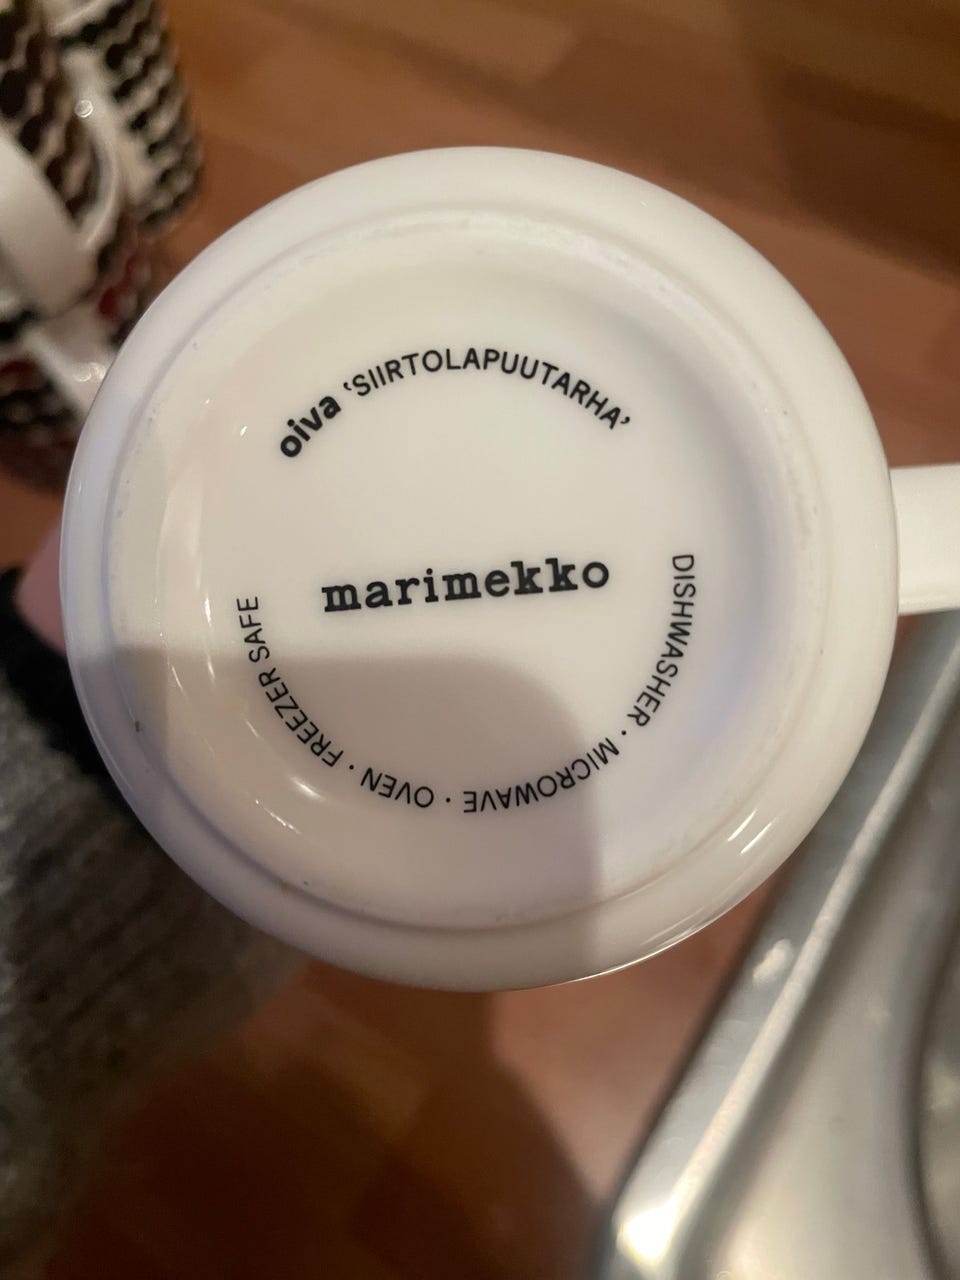 oiva ‘SIIRTOLAPUUTARHA’
marimekko
DISHWASHER · MICROWAVE · OVEN · FREEZER SAFE